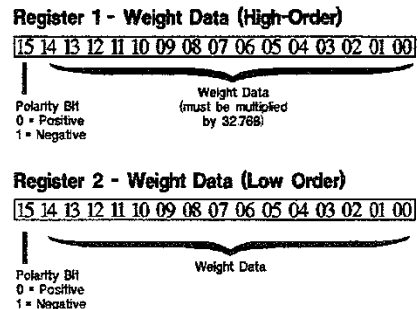 Register 1 - Weight Data (High-Order)
15 14 13 12 11 10 09 08 07 06 05 04 03 02 01 00
Polarity Bit
0 = Positive
1 = Negative
Weight Data
(must be multiplied
by 32.768)
Register 2 - Weight Data (Low Order)
15 14 13 12 11 10 09 08 07 06 05 04 03 02 01 00
Polarity Bit
0 = Positive
1 = Negative
Weight Data